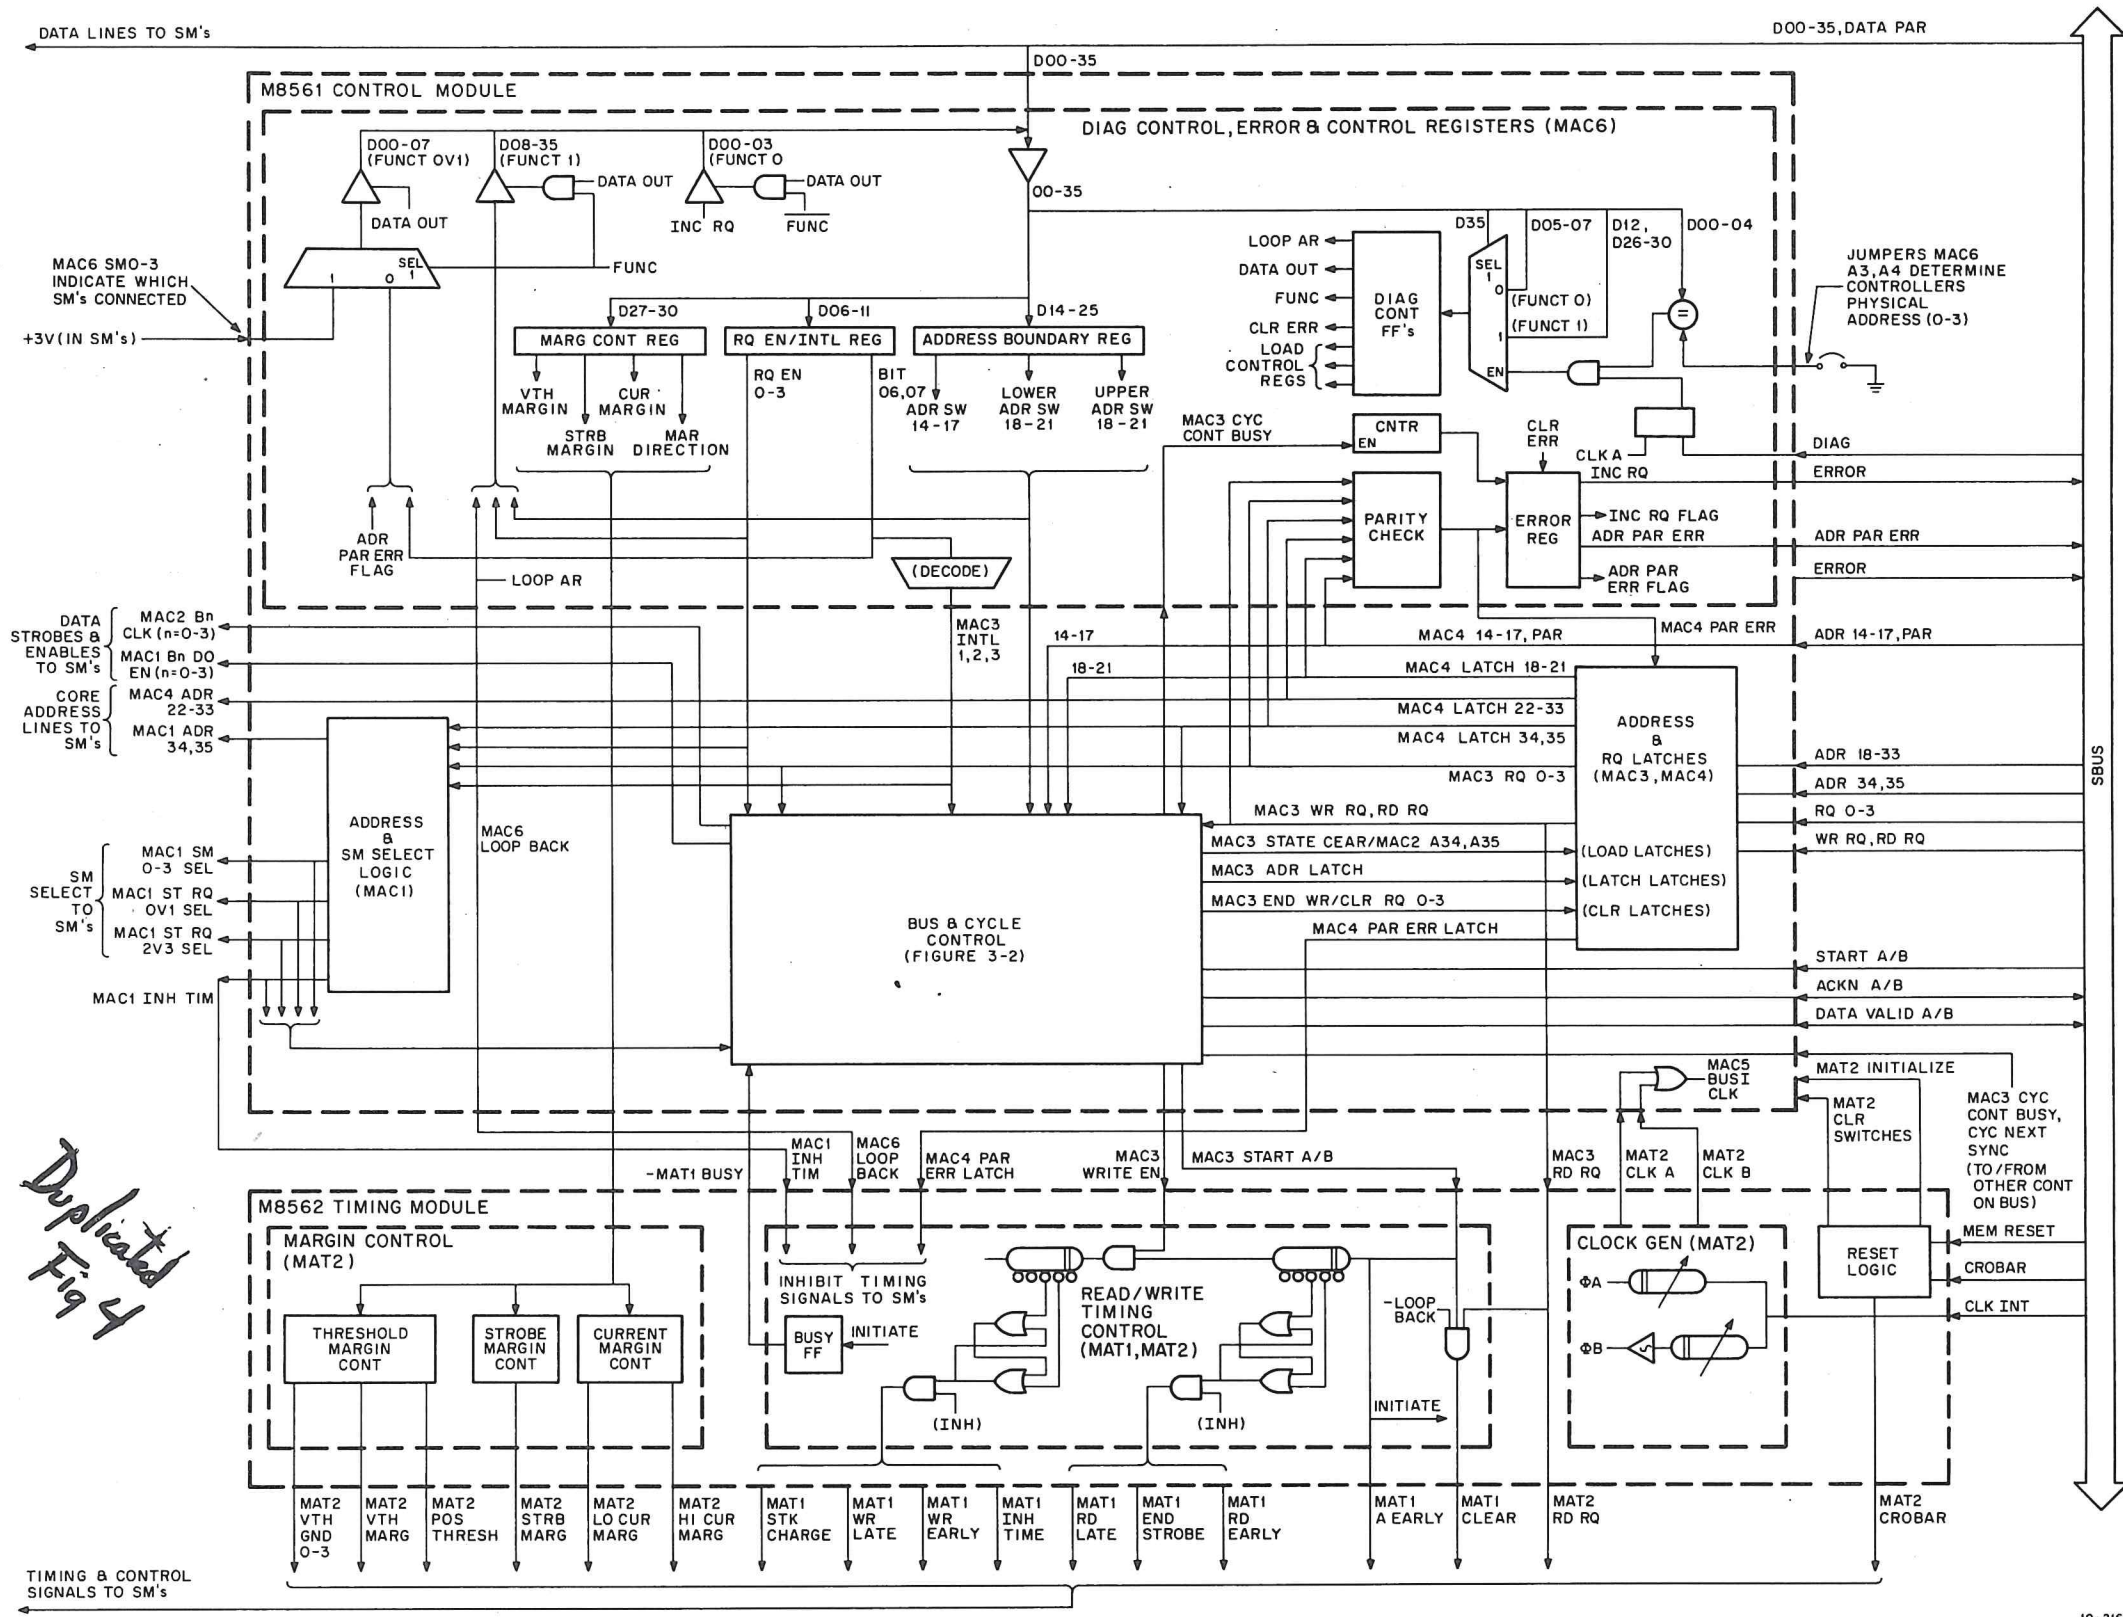 DATA LINES TO SM's
D00-35, DATA PAR
D00-35
M8561 CONTROL MODULE
DIAG CONTROL, ERROR & CONTROL REGISTERS (MAC6)
D00-07
(FUNCT 0V1)
D08-35
(FUNCT 1)
D00-03
(FUNCT 0
DATA OUT
DATA OUT
DATA OUT
INC RQ
FUNC
00-35
SEL
1
1
0
FUNC
MAC6 SM0-3
INDICATE WHICH
SM's CONNECTED
+3V (IN SM's)
D27-30
D06-11
D14-25
MARG CONT REG
RQ EN/INTL REG
ADDRESS BOUNDARY REG
VTH
MARGIN
STRB
MARGIN
CUR
MARGIN
MAR
DIRECTION
RQ EN
0-3
BIT
06,07
ADR SW
14-17
LOWER
ADR SW
18-21
UPPER
ADR SW
18-21
D35
D05-07
D12,
D26-30
D00-04
LOOP AR
DATA OUT
FUNC
CLR ERR
LOAD
CONTROL
REGS
DIAG
CONT
FF's
SEL
1
0
(FUNCT 0)
(FUNCT 1)
1
EN
=
JUMPERS MAC6
A3, A4 DETERMINE
CONTROLLERS
PHYSICAL
ADDRESS (0-3)
MAC3 CYC
CONT BUSY
CNTR
EN
CLR
ERR
CLK A
INC RQ
DIAG
ERROR
PARITY
CHECK
ERROR
REG
INC RQ FLAG
ADR PAR ERR
ADR PAR
ERR FLAG
ADR PAR ERR
ERROR
ADR
PAR ERR
FLAG
LOOP AR
(DECODE)
DATA
STROBES &
ENABLES
TO SM's
MAC2 Bn
CLK (n=0-3)
MAC1 Bn DO
EN (n=0-3)
CORE
ADDRESS
LINES TO
SM's
MAC4 ADR
22-33
MAC1 ADR
34,35
MAC3
INTL
1,2,3
14-17
18-21
MAC4 14-17, PAR
MAC4 PAR ERR
ADR 14-17, PAR
MAC4 LATCH 18-21
MAC4 LATCH 22-33
MAC4 LATCH 34,35
MAC3 RQ 0-3
ADDRESS
&
RQ LATCHES
(MAC3, MAC4)
(LOAD LATCHES)
(LATCH LATCHES)
(CLR LATCHES)
ADR 18-33
ADR 34,35
RQ 0-3
WR RQ, RD RQ
SBUS
MAC3 WR RQ, RD RQ
MAC3 STATE CEAR/MAC2 A34, A35
MAC3 ADR LATCH
MAC3 END WR/CLR RQ 0-3
MAC4 PAR ERR LATCH
ADDRESS
&
SM SELECT
LOGIC
(MAC1)
MAC6
LOOP BACK
BUS & CYCLE
CONTROL
(FIGURE 3-2)
SM
SELECT
TO
SM's
MAC1 SM
0-3 SEL
MAC1 ST RQ
0V1 SEL
MAC1 ST RQ
2V3 SEL
MAC1 INH TIM
START A/B
ACKN A/B
DATA VALID A/B
MAC5
BUSI
CLK
MAT2 INITIALIZE
MAT2
CLR
SWITCHES
MAC3 CYC
CONT BUSY,
CYC NEXT
SYNC
(TO/FROM
OTHER CONT
ON BUS)
Duplicated
Fig 4
-MAT1 BUSY
MAC1
INH
TIM
MAC6
LOOP
BACK
MAC4 PAR
ERR LATCH
MAC3
WRITE EN
MAC3 START A/B
MAC3
RD RQ
MAT2
CLK A
MAT2
CLK B
M8562 TIMING MODULE
MARGIN CONTROL
(MAT2)
THRESHOLD
MARGIN
CONT
STROBE
MARGIN
CONT
CURRENT
MARGIN
CONT
INHIBIT TIMING
SIGNALS TO SM's
BUSY
FF
INITIATE
READ/WRITE
TIMING
CONTROL
(MAT1, MAT2)
(INH)
(INH)
-LOOP
BACK
INITIATE
CLOCK GEN (MAT2)
ΦA
ΦB
RESET
LOGIC
MEM RESET
CROBAR
CLK INT
MAT2
VTH
GND
0-3
MAT2
VTH
MARG
MAT2
POS
THRESH
MAT2
STRB
MARG
MAT2
LO CUR
MARG
MAT2
HI CUR
MARG
MAT1
STK
CHARGE
MAT1
WR
LATE
MAT1
WR
EARLY
MAT1
INH
TIME
MAT1
RD
LATE
MAT1
END
STROBE
MAT1
RD
EARLY
MAT1
A EARLY
MAT1
CLEAR
MAT2
RD RQ
MAT2
CROBAR
TIMING & CONTROL
SIGNALS TO SM's